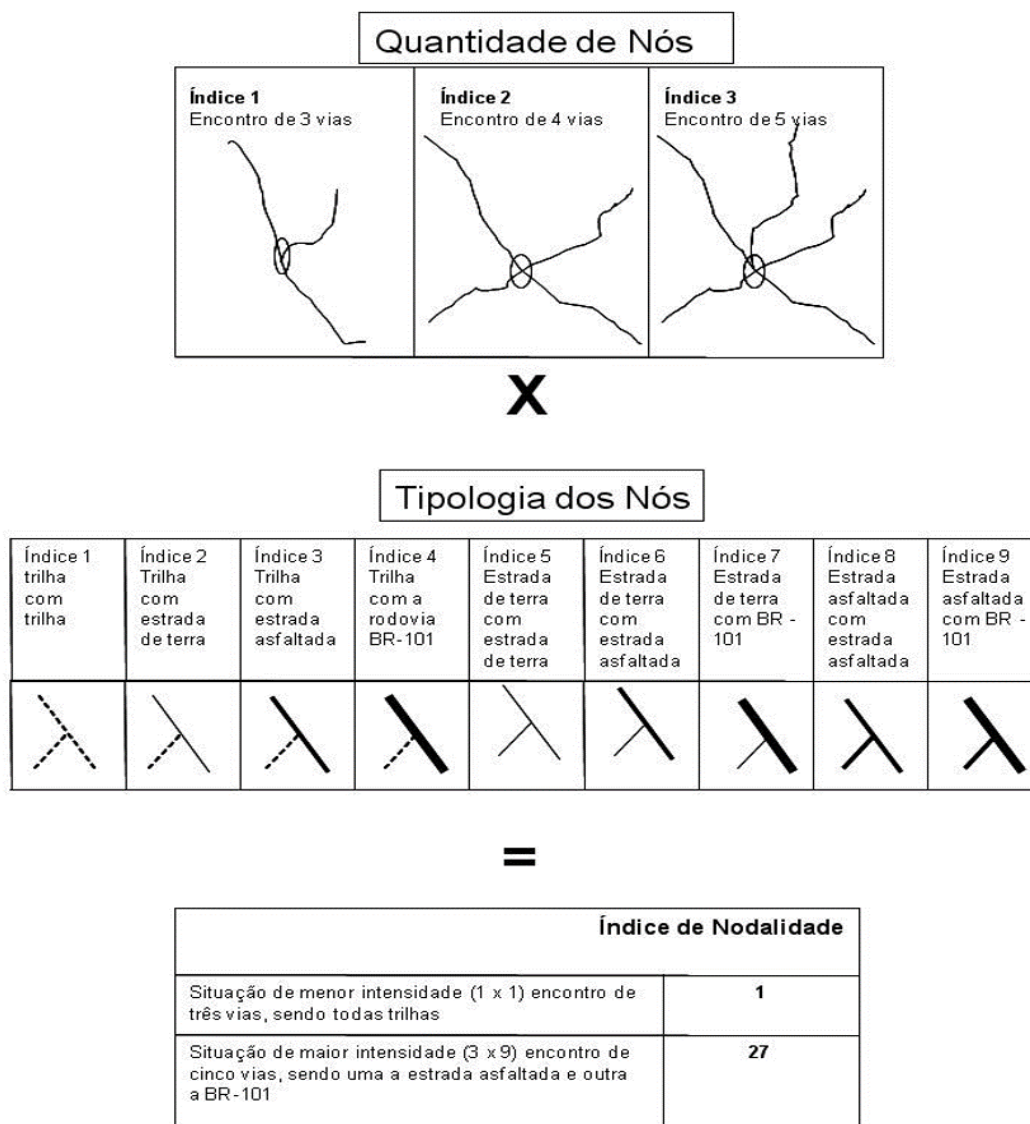 Quantidade de Nós
Índice 1
Encontro de 3 vias
Índice 2
Encontro de 4 vias
Índice 3
Encontro de 5 vias
X
Tipologia dos Nós
Índice 1
trilha
com
trilha
Índice 2
Trilha
com
estrada
de terra
Índice 3
Trilha
com
estrada
asfaltada
Índice 4
Trilha
com a
rodovia
BR-101
Índice 5
Estrada
de terra
com
estrada
de terra
Índice 6
Estrada
de terra
com
estrada
asfaltada
Índice 7
Estrada
de terra
com BR -
101
Índice 8
Estrada
asfaltada
com
estrada
asfaltada
Índice 9
Estrada
asfaltada
com BR -
101
=
Índice de Nodalidade
Situação de menor intensidade (1 x 1) encontro de
três vias, sendo todas trilhas
1
Situação de maior intensidade (3 x 9) encontro de
cinco vias, sendo uma a estrada asfaltada e outra
a BR-101
27